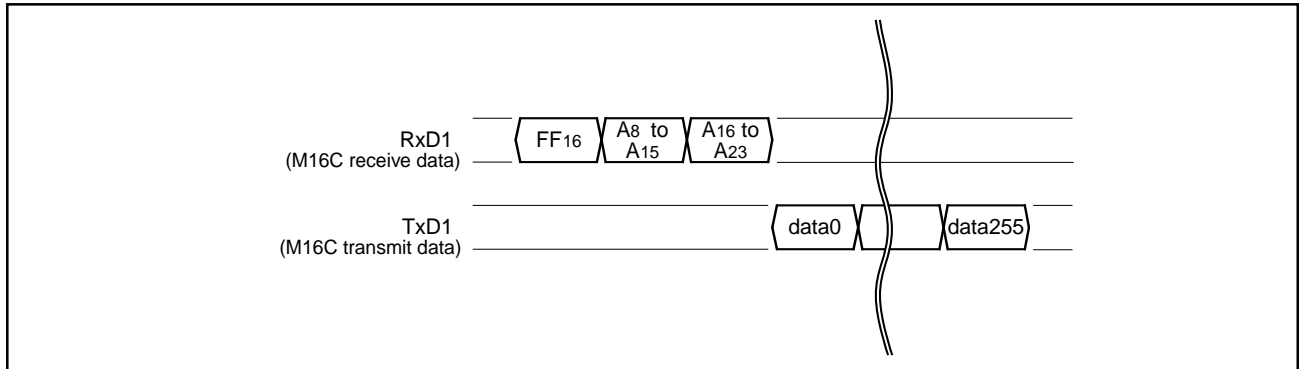 RxD1
(M16C receive data)
FF16
A8 to
A15
A16 to
A23
TxD1
(M16C transmit data)
data0
data255